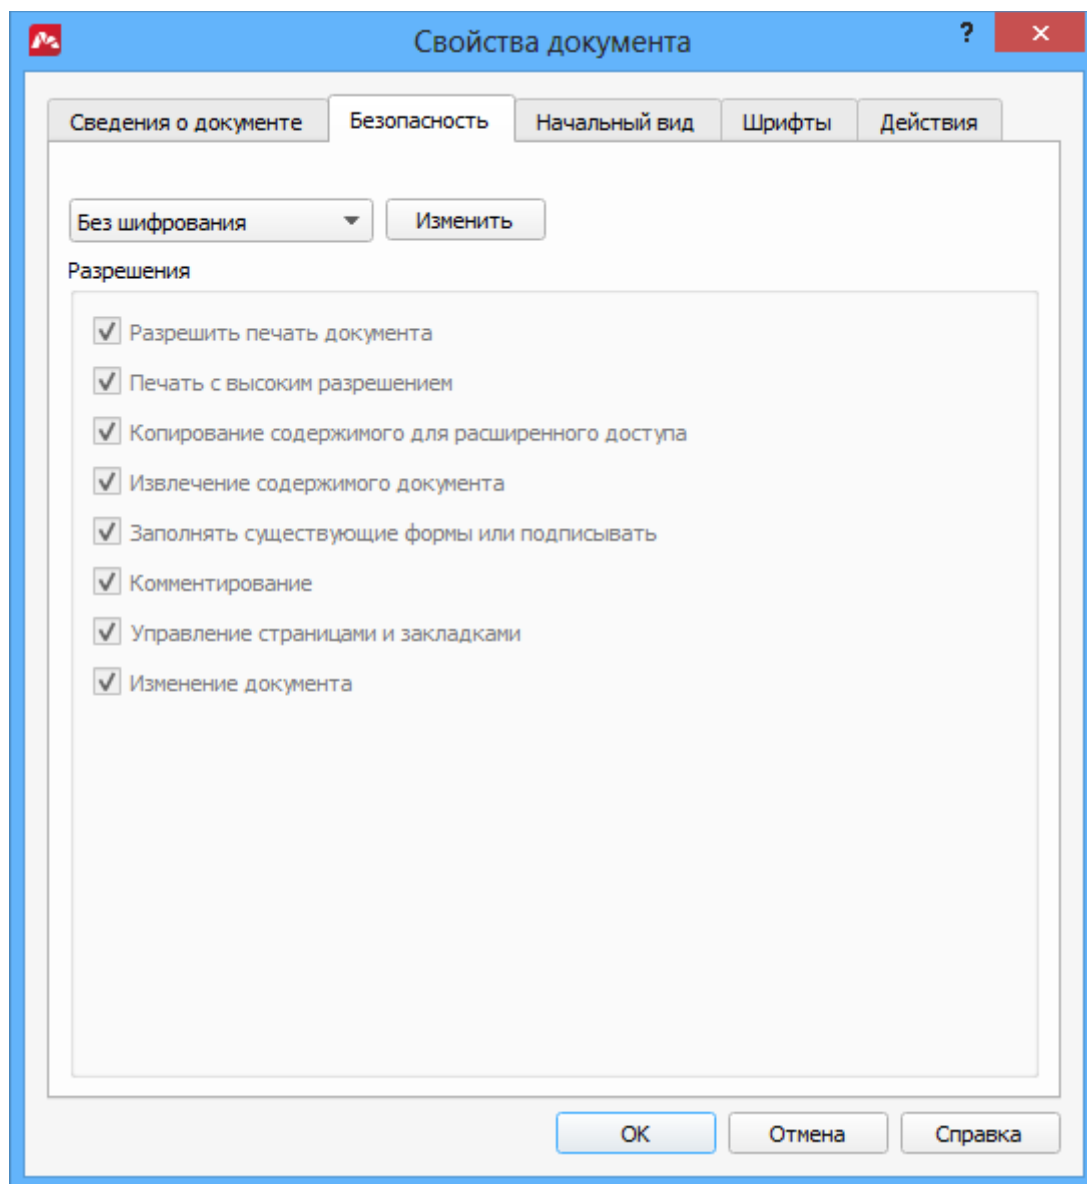 Свойства документа ?
Сведения о документе Безопасность Начальный вид Шрифты Действия
Без шифрования Изменить
Разрешения
Разрешить печать документа
Печать с высоким разрешением
Копирование содержимого для расширенного доступа
Извлечение содержимого документа
Заполнять существующие формы или подписывать
Комментирование
Управление страницами и закладками
Изменение документа
ОК Отмена Справка